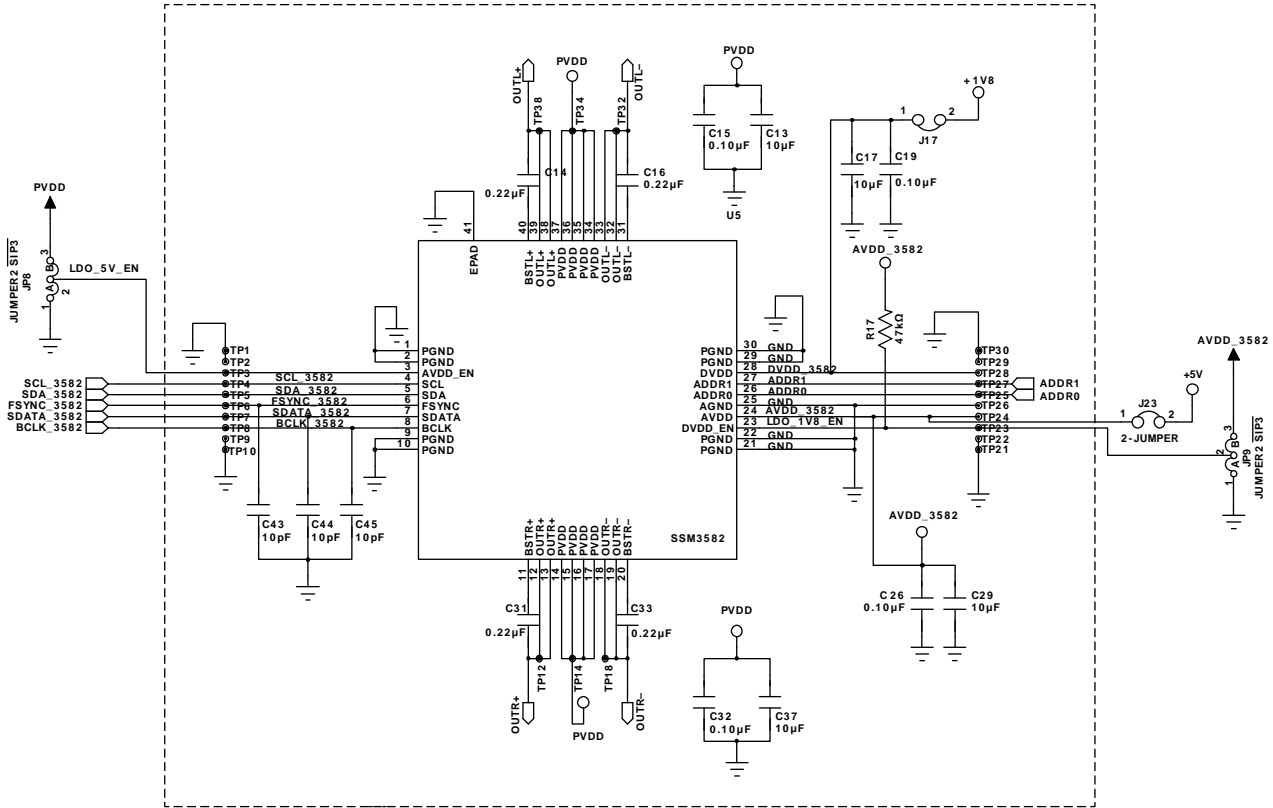 OUTL+
PVDD
OUTL–
TP38
TP34
TP32
C14
0.22µF
C16
0.22µF
PVDD
C15
0.10µF
C13
10µF
U5
+1V8
1
2
J17
C17
10µF
C19
0.10µF
PVDD
JUMPER2 SIP3
JP8
3
B
A
2
1
LDO_5V_EN
41
EPAD
40
39
38
37
36
35
34
33
32
31
BSTL+
OUTL+
OUTL+
PVDD
PVDD
PVDD
PVDD
OUTL–
OUTL–
BSTL–
AVDD_3582
R17
47kΩ
TP1
TP2
TP3
TP4
TP5
TP6
TP7
TP8
TP9
TP10
SCL_3582
SDA_3582
FSYNC_3582
SDATA_3582
BCLK_3582
SCL_3582
SDA_3582
FSYNC_3582
SDATA_3582
BCLK_3582
1 PGND
2 PGND
3 AVDD_EN
4 SCL
5 SDA
6 FSYNC
7 SDATA
8 BCLK
9 PGND
10 PGND
PGND 30 GND
PGND 29 GND
DVDD 28 DVDD_3582
ADDR1 27 ADDR1
ADDR0 26 ADDR0
AGND 25 GND
AVDD 24 AVDD_3582
DVDD_EN 23 LDO_1V8_EN
PGND 22 GND
PGND 21 GND
TP30
TP29
TP28
TP27
TP25
TP26
TP24
TP23
TP22
TP21
ADDR1
ADDR0
+5V
1
J23
2
2-JUMPER
AVDD_3582
3
B
2
A
1
JP9
JUMPER2 SIP3
C43
10pF
C44
10pF
C45
10pF
BSTR+
OUTR+
OUTR+
PVDD
PVDD
PVDD
PVDD
OUTR–
OUTR–
BSTR–
SSM3582
11
12
13
14
15
16
17
18
19
20
AVDD_3582
C26
0.10µF
C29
10µF
C31
0.22µF
C33
0.22µF
TP12
TP14
TP18
OUTR+
PVDD
OUTR–
PVDD
C32
0.10µF
C37
10µF